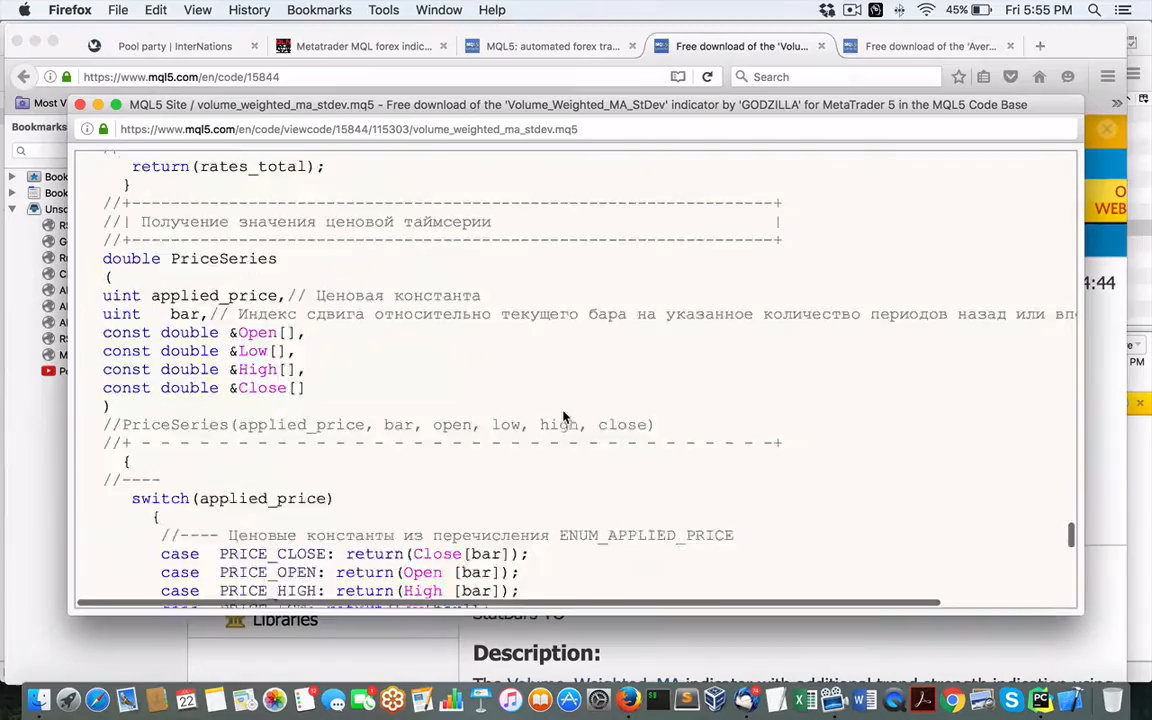 Firefox File Edit View History Bookmarks Tools Window Help 45% Fri 5:55 PM
Pool party | InterNations Metatrader MQL forex indic... MQL5: automated forex tra... Free download of the 'Volu... Free download of the 'Aver...
https://www.mql5.com/en/code/15844 Search
Most V
MQL5 Site / volume_weighted_ma_stdev.mq5 - Free download of the 'Volume_Weighted_MA_StDev' indicator by 'GODZILLA' for MetaTrader 5 in the MQL5 Code Base
https://www.mql5.com/en/code/viewcode/15844/115303/volume_weighted_ma_stdev.mq5
Bookmarks
Book
Book
Unso
return(rates_total);
}
//+------------------------------------------------------------------+
//| Получение значения ценовой таймсерии |
//+------------------------------------------------------------------+
double PriceSeries
(
uint applied_price,// Ценовая константа
uint bar,// Индекс сдвига относительно текущего бара на указанное количество периодов назад или вп
const double &Open[],
const double &Low[],
const double &High[],
const double &Close[]
)
//PriceSeries(applied_price, bar, open, low, high, close)
//+ - - - - - - - - - - - - - - - - - - - - - - - - - - - - - - - - -+
{
//----
switch(applied_price)
{
//---- Ценовые константы из перечисления ENUM_APPLIED_PRICE
case PRICE_CLOSE: return(Close[bar]);
case PRICE_OPEN: return(Open [bar]);
case PRICE_HIGH: return(High [bar]);
O
WEB
4:44
PM
Libraries
Description:
22